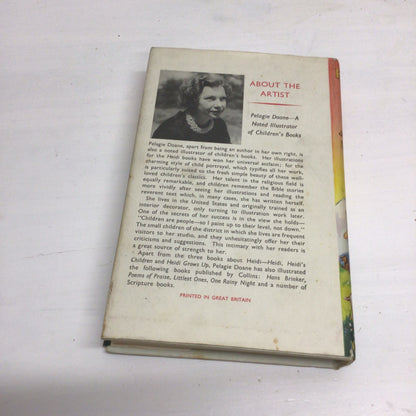 ABOUT THE
ARTIST
Pelagie Doane—A
Noted Illustrator
of Children's Books
Pelagie Doane, apart from being an author in her own right, is
also a noted illustrator of children's books. Her illustrations
for the Heidi books have won her universal acclaim; for the
charming style of child portrayal, which typifies all her work,
is particularly suited to the fresh simple beauty of these well-
loved children's classics. Her talent in the religious field is
equally remarkable, and children remember the Bible stories
more vividly after seeing her illustrations and reading the
reverent text which, in many cases, she has written herself.
She lives in the United States and originally trained as an
interior decorator, only turning to illustration work later.
One of the secrets of her success is in the view she holds—
"Children are people—so I paint up to their level, not down."
The small children of the district in which she lives are frequent
visitors to her studio, and they unhesitatingly offer her their
criticisms and suggestions. This intimacy with her readers is
a great source of strength to her.
Apart from the three books about Heidi—Heidi, Heidi's
Children and Heidi Grows Up, Pelagie Doane has also illustrated
the following books published by Collins: Hans Brinker,
Poems of Praise, Littlest Ones, One Rainy Night and a number of
Scripture books.
PRINTED IN GREAT BRITAIN